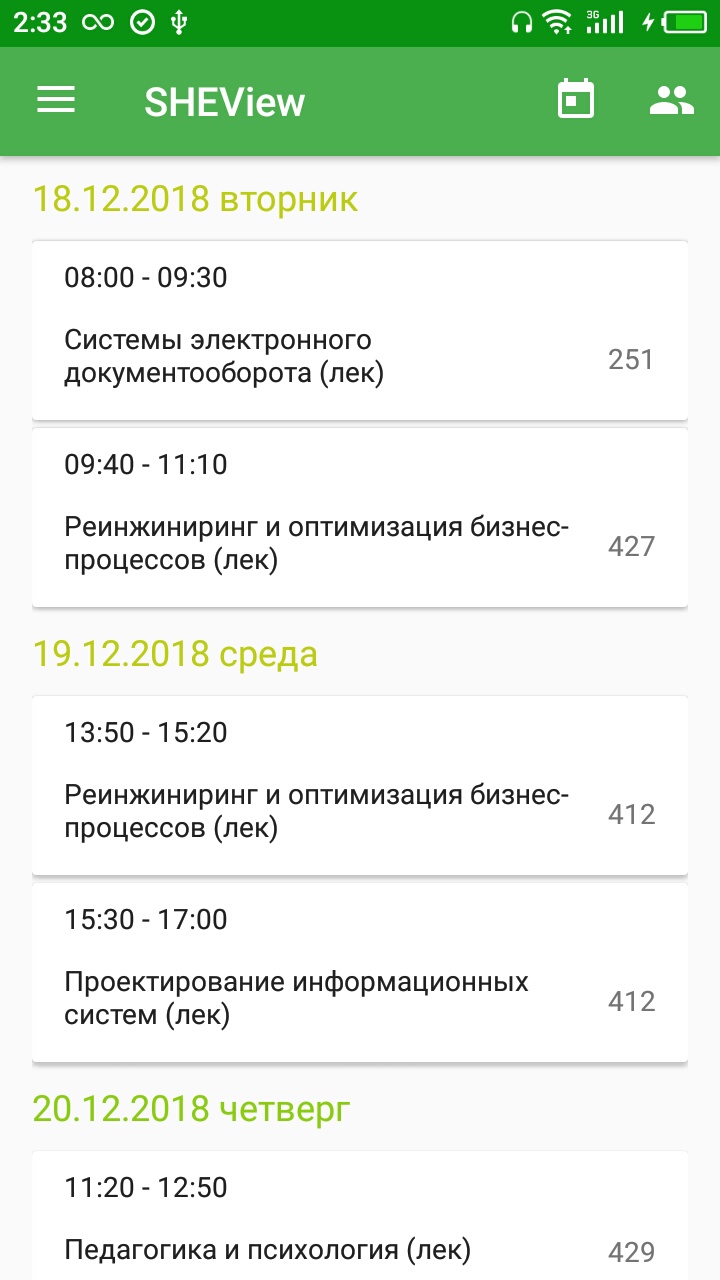 2:33
3G
SHEView
18.12.2018 вторник
08:00 - 09:30
Системы электронного
документооборота (лек)
251
09:40 - 11:10
Реинжиниринг и оптимизация бизнес-
процессов (лек)
427
19.12.2018 среда
13:50 - 15:20
Реинжиниринг и оптимизация бизнес-
процессов (лек)
412
15:30 - 17:00
Проектирование информационных
систем (лек)
412
20.12.2018 четверг
11:20 - 12:50
Педагогика и психология (лек)
429